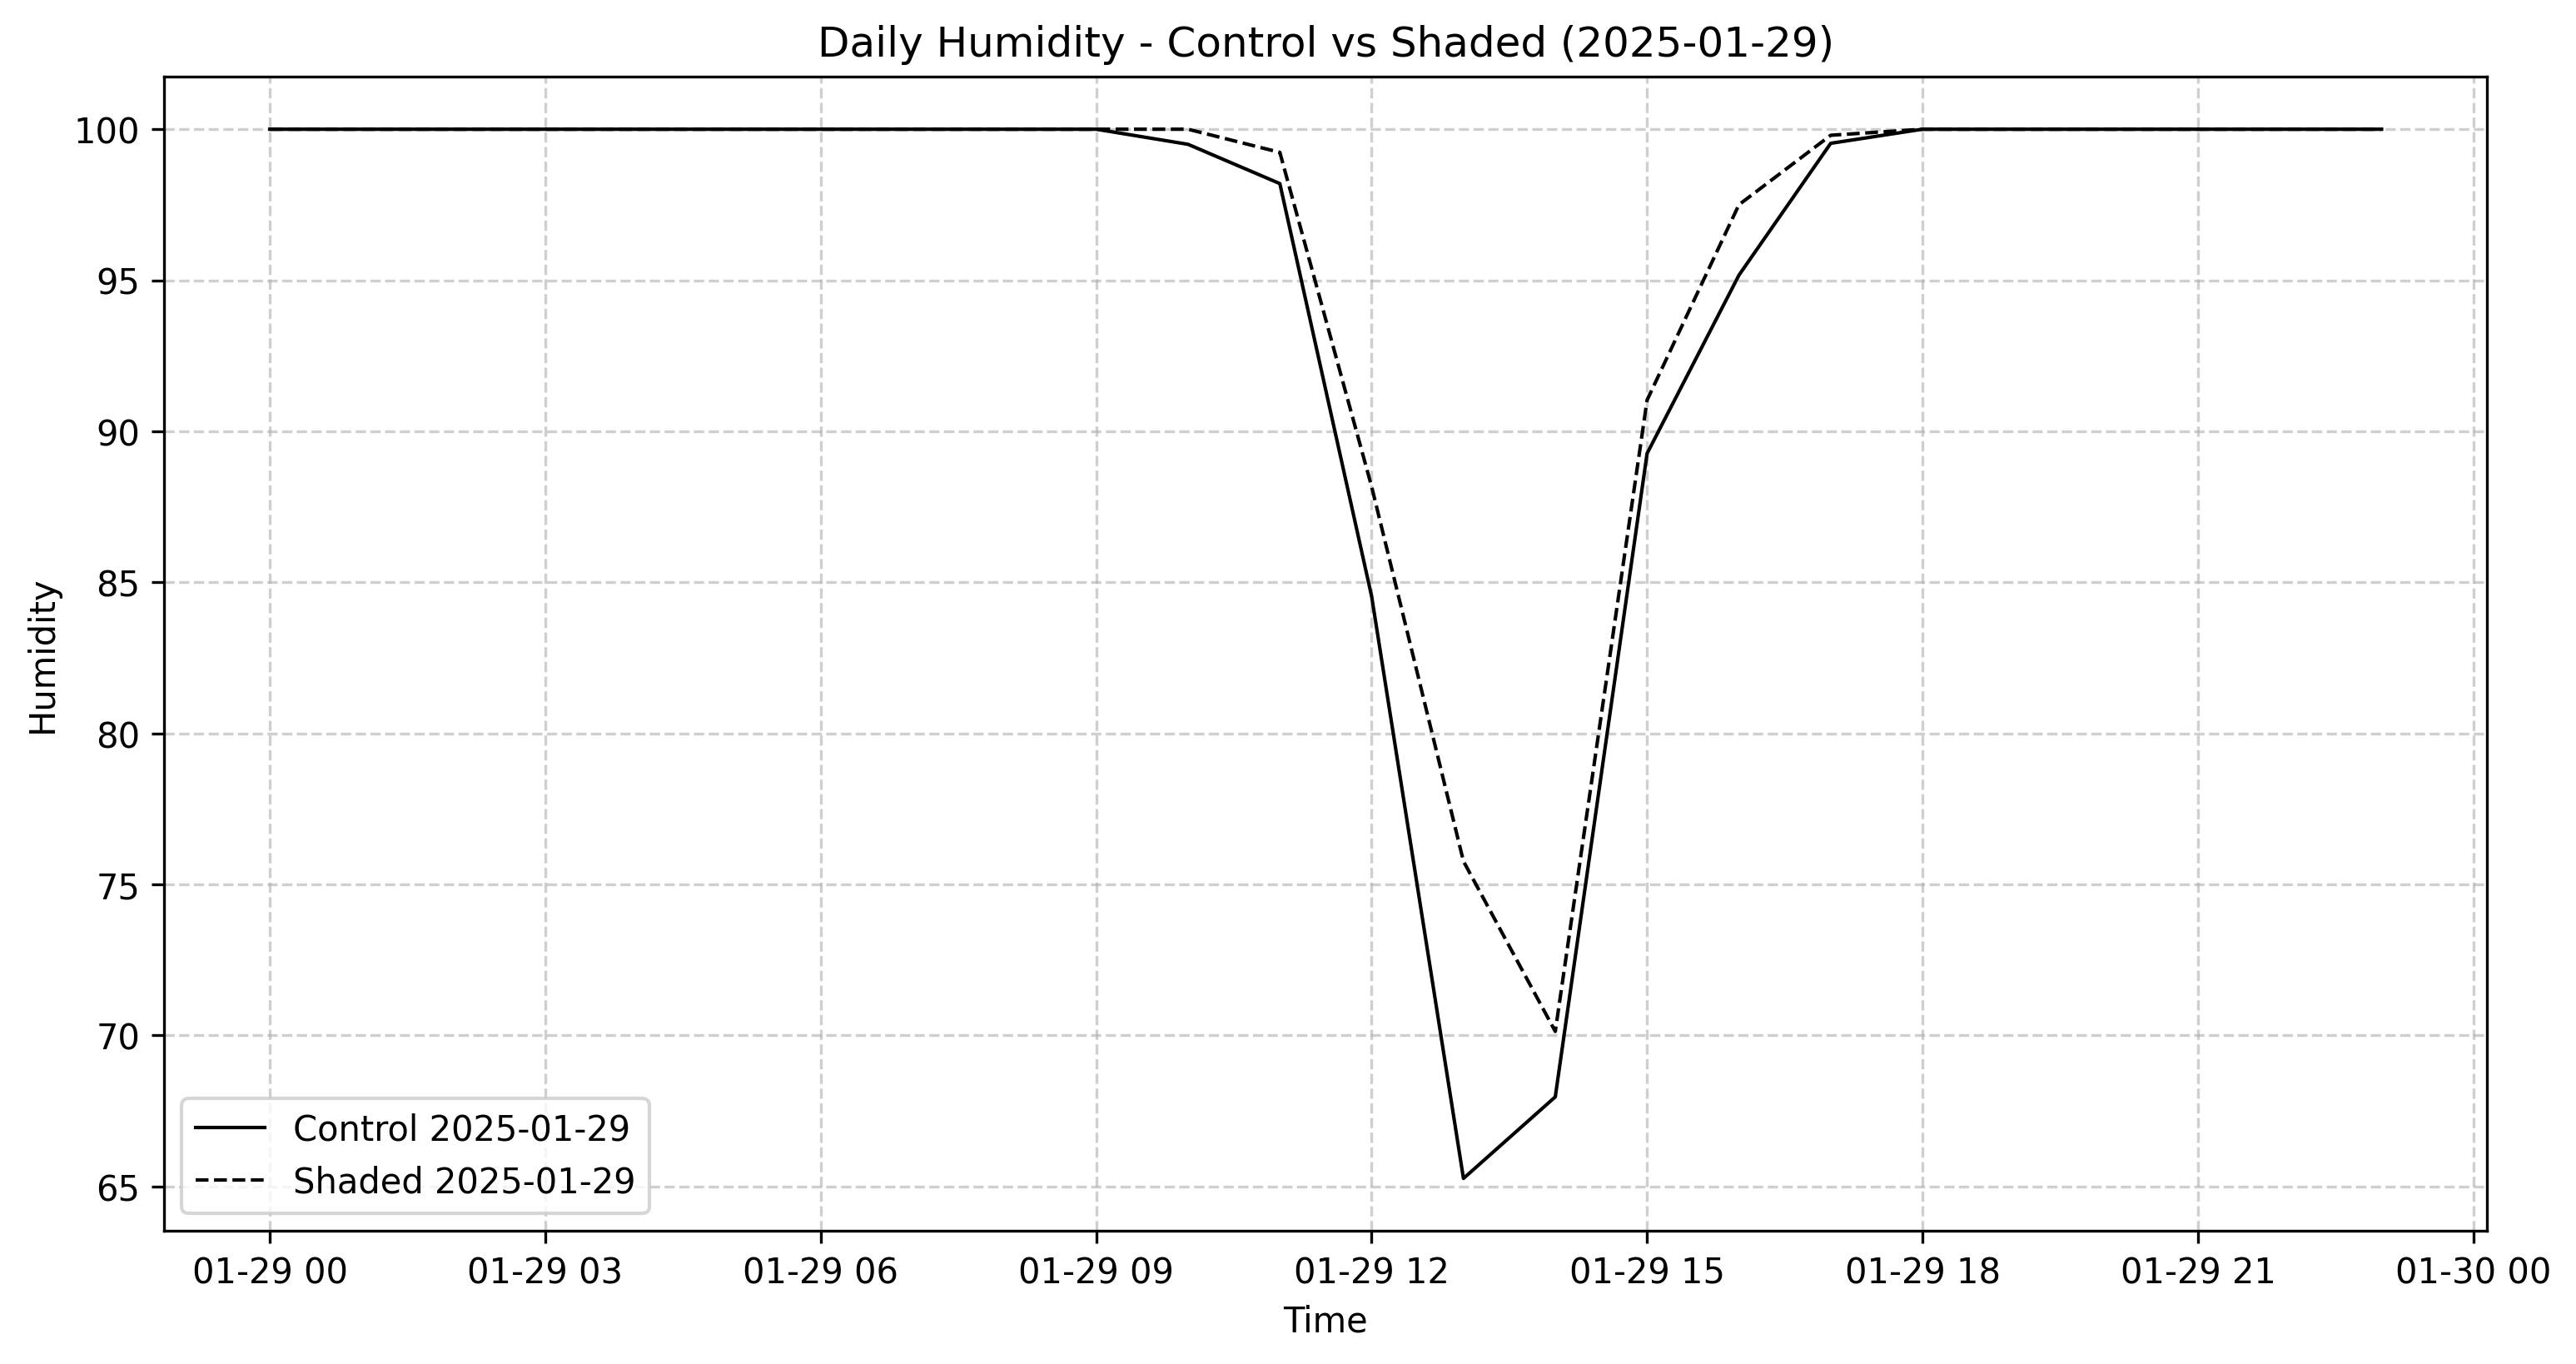 Daily Humidity - Control vs Shaded (2025-01-29)
100
95
90
85
80
75
70
65
Humidity
Control 2025-01-29
Shaded 2025-01-29
01-29 00 01-29 03 01-29 06 01-29 09 01-29 12 01-29 15 01-29 18 01-29 21 01-30 00
Time